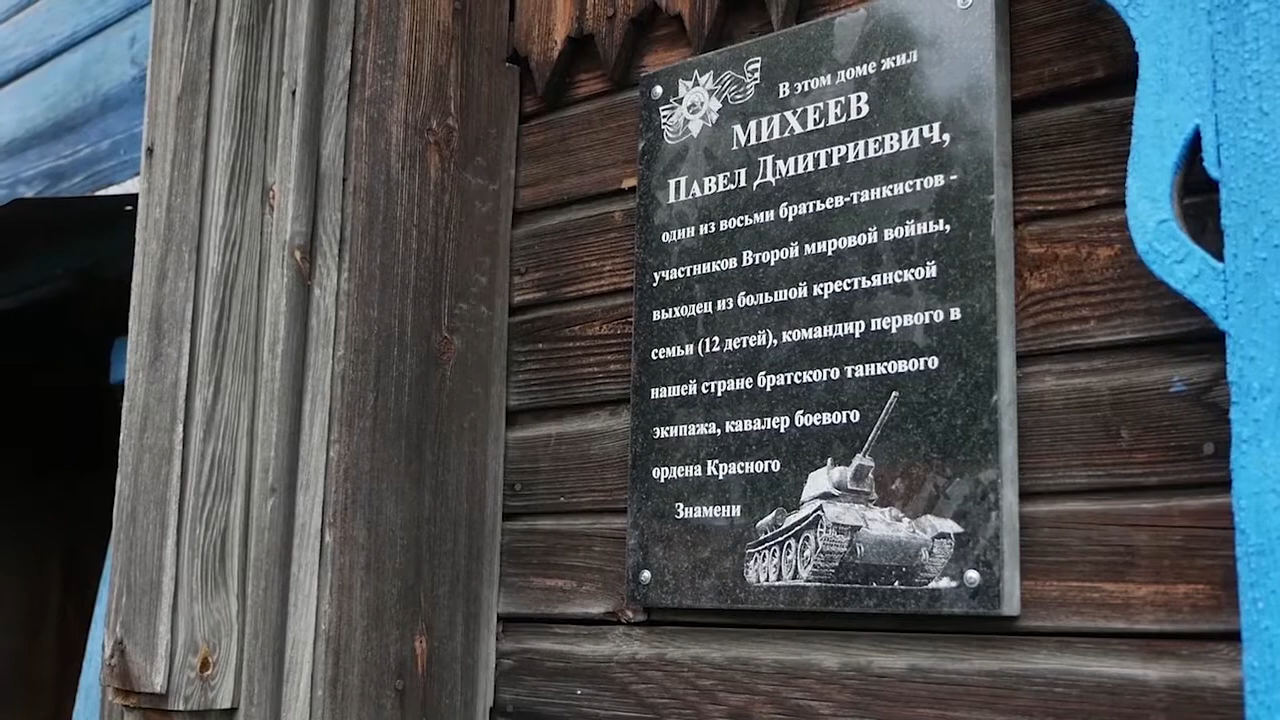 В этом доме жил
МИХЕЕВ
ПАВЕЛ ДМИТРИЕВИЧ,
один из восьми братьев-танкистов -
участников Второй мировой войны,
выходец из большой крестьянской
семьи (12 детей), командир первого в
нашей стране братского танкового
экипажа, кавалер боевого
ордена Красного
Знамени